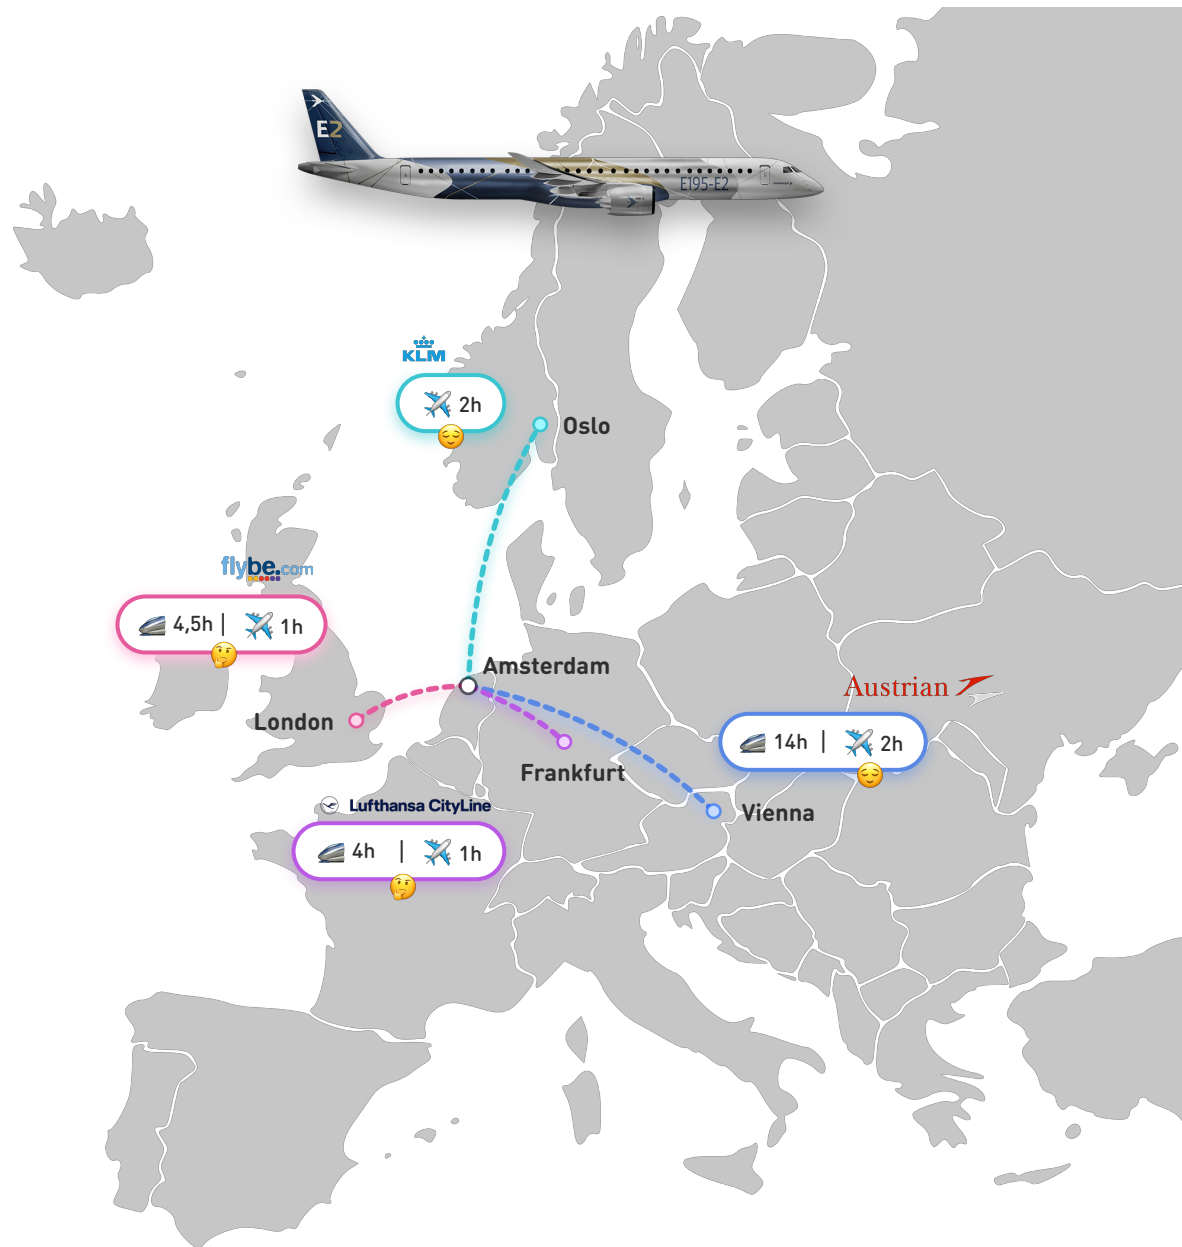 E2
E195-E2
KLM
2h
Oslo
flybe.com
4,5h | 1h
Amsterdam
Austrian
London
14h | 2h
Frankfurt
Vienna
Lufthansa CityLine
4h | 1h